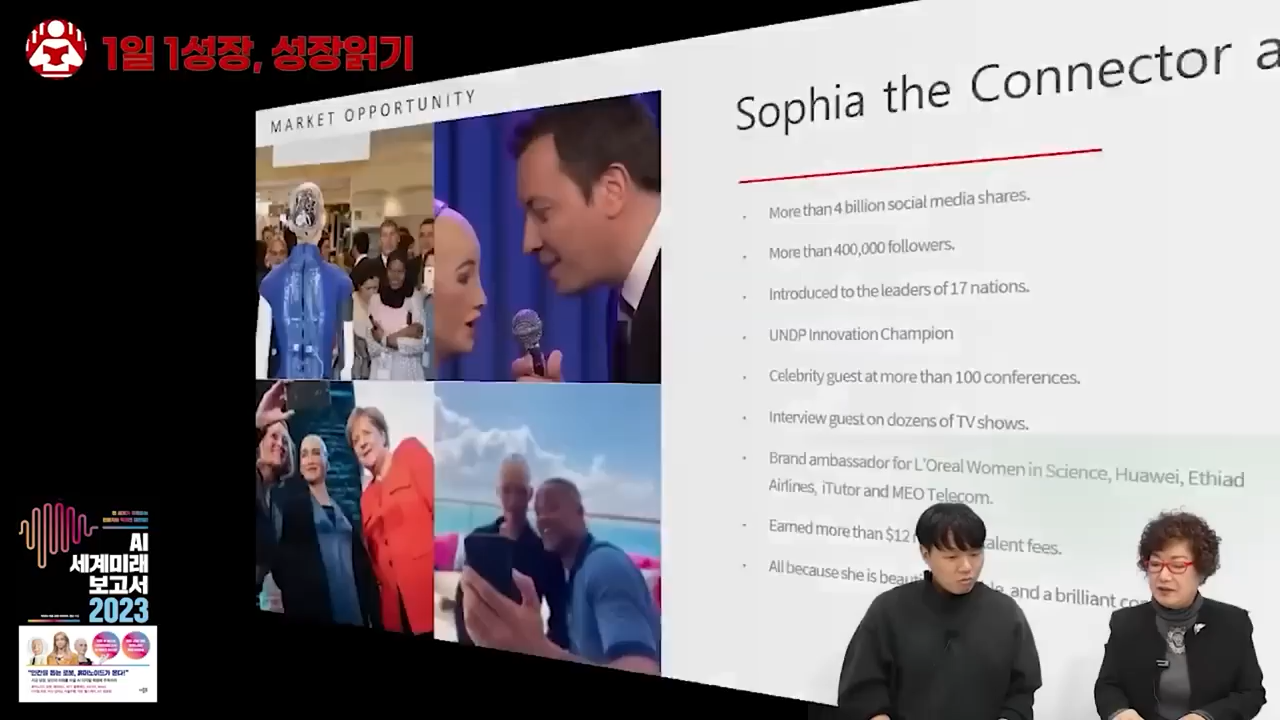 1일 1성장, 성장읽기
MARKET OPPORTUNITY
Sophia the Connector a
More than 4 billion social media shares.
More than 400,000 followers.
Introduced to the leaders of 17 nations.
UNDP Innovation Champion
Celebrity guest at more than 100 conferences.
Interview guest on dozens of TV shows.
Brand ambassador for L'Oreal Women in Science, Huawei, Ethiad
Airlines, iTutor and MEO Telecom.
Earned more than $12 talent fees.
All because she is and a brilliant
AI
세계미래
보고서
2023